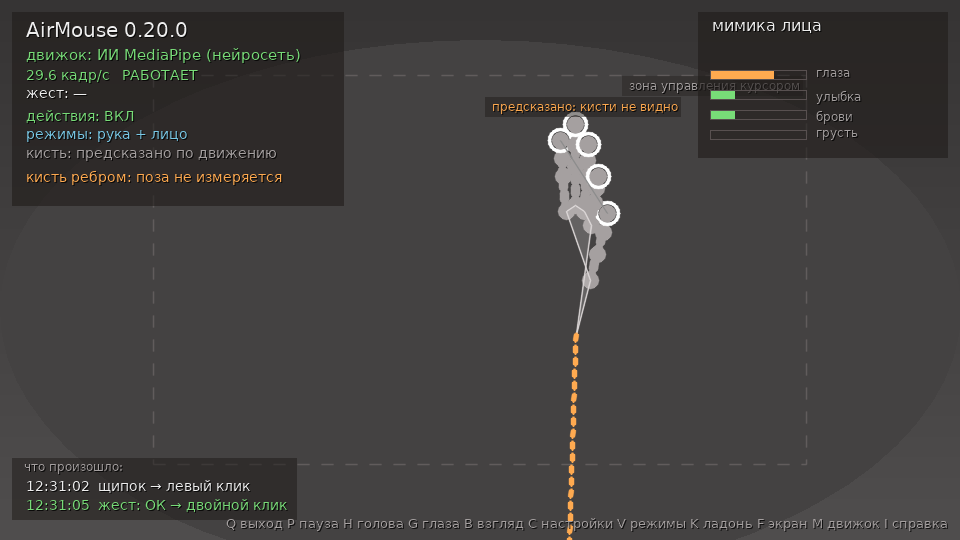 AirMouse 0.20.0
движок: ИИ MediaPipe (нейросеть)
29.6 кадр/с РАБОТАЕТ
жест: —
действия: ВКЛ
режимы: рука + лицо
кисть: предсказано по движению
кисть ребром: поза не измеряется
мимика лица
глаза
улыбка
брови
грусть
зона управления курсором
предсказано: кисти не видно
что произошло:
12:31:02 щипок → левый клик
12:31:05 жест: OK → двойной клик
Q выход P пауза H голова G глаза B взгляд C настройки V режимы K ладонь F экран M движок I справка